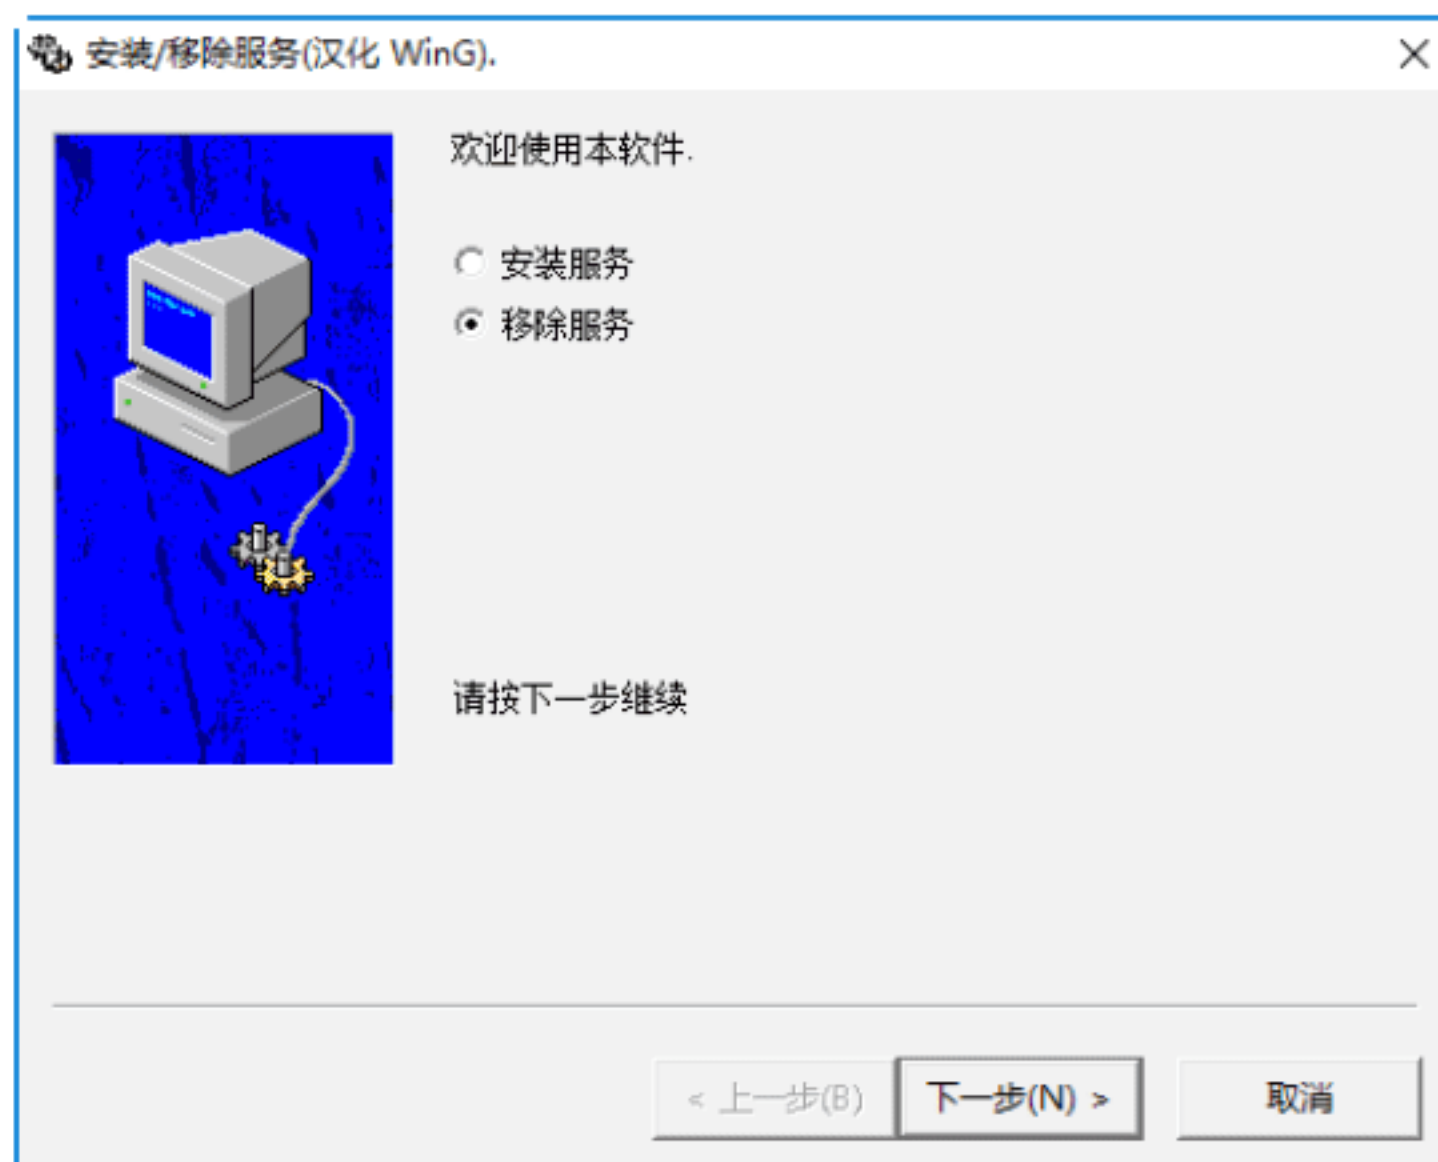 安装/移除服务(汉化 WinG).
欢迎使用本软件.
安装服务
移除服务
请按下一步继续
< 上一步(B)
下一步(N) >
取消